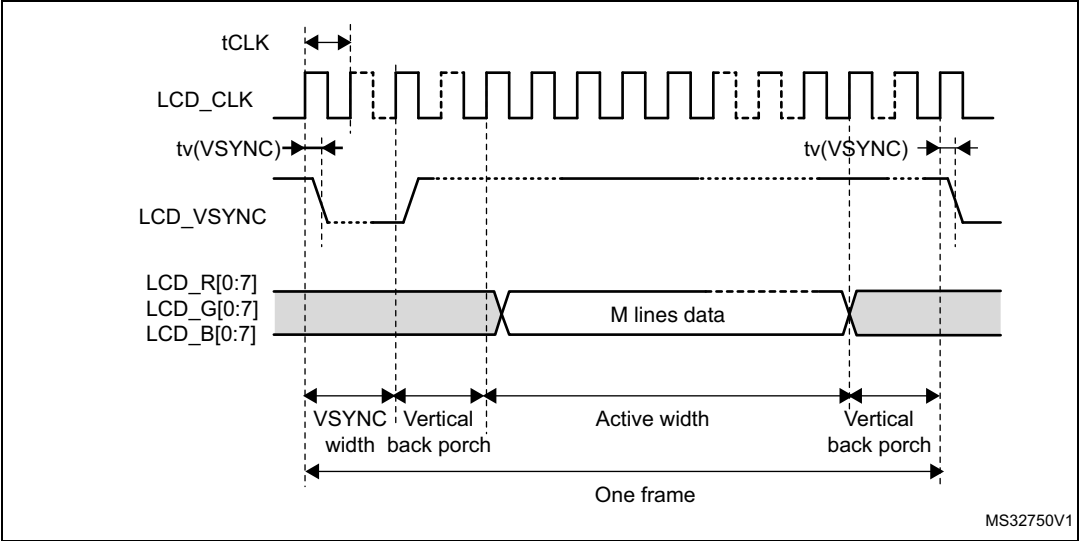 tCLK
LCD_CLK
tv(VSYNC)
tv(VSYNC)
LCD_VSYNC
LCD_R[0:7]
LCD_G[0:7]
LCD_B[0:7]
M lines data
VSYNC width
Vertical back porch
Active width
Vertical back porch
One frame
MS32750V1